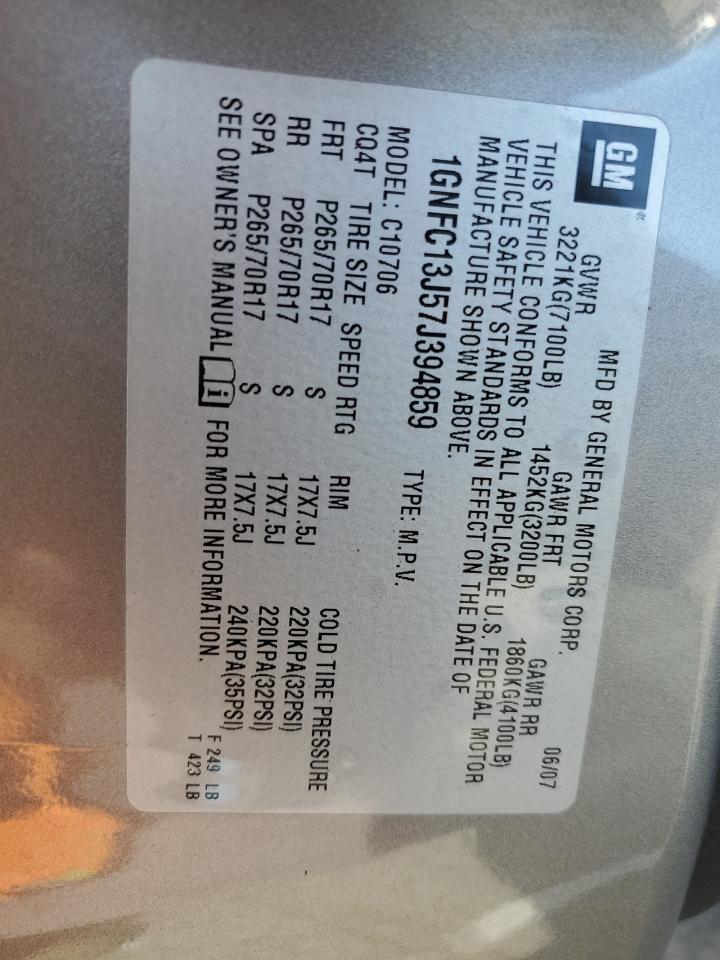 GM®
MFD BY GENERAL MOTORS CORP. 06/07
GVWR GAWR FRT GAWR RR
3221KG(7100LB) 1452KG(3200LB) 1860KG(4100LB)
THIS VEHICLE CONFORMS TO ALL APPLICABLE U.S. FEDERAL MOTOR
VEHICLE SAFETY STANDARDS IN EFFECT ON THE DATE OF
MANUFACTURE SHOWN ABOVE.
1GNFC13J57J394859 TYPE: M.P.V.
MODEL: C10706
CQ4T TIRE SIZE SPEED RTG RIM COLD TIRE PRESSURE
FRT P265/70R17 S 17X7.5J 220KPA(32PSI)
RR P265/70R17 S 17X7.5J 220KPA(32PSI)
SPA P265/70R17 S 17X7.5J 240KPA(35PSI)
SEE OWNER'S MANUAL i FOR MORE INFORMATION.
F 249 LB
T 423 LB